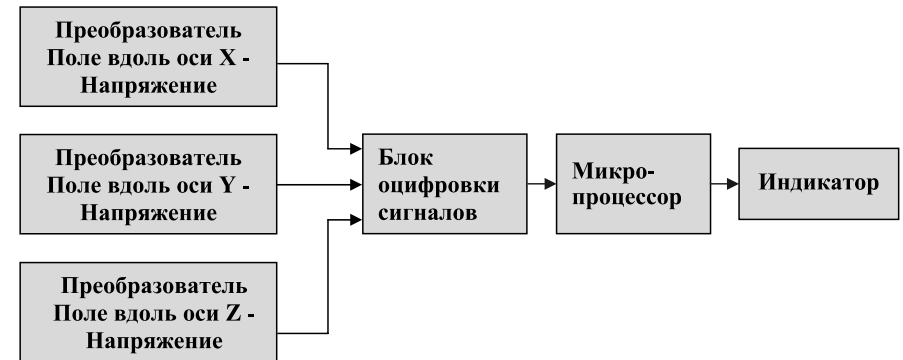 Преобразователь
Поле вдоль оси X -
Напряжение
Преобразователь
Поле вдоль оси Y -
Напряжение
Преобразователь
Поле вдоль оси Z -
Напряжение
Блок
оцифровки
сигналов
Микро-
процессор
Индикатор